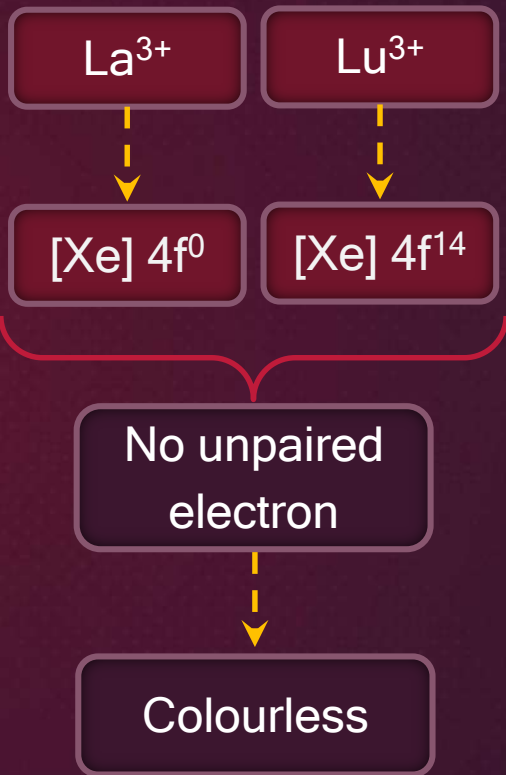 La³⁺
Lu³⁺
[Xe] 4f⁰
[Xe] 4f¹⁴
No unpaired
electron
Colourless